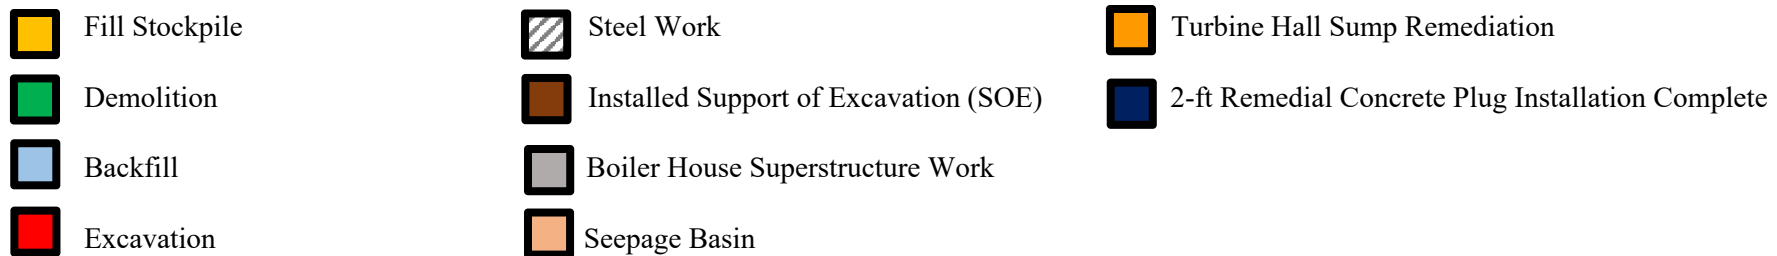 Fill Stockpile
Demolition
Backfill
Excavation
Steel Work
Installed Support of Excavation (SOE)
Boiler House Superstructure Work
Seepage Basin
Turbine Hall Sump Remediation
2-ft Remedial Concrete Plug Installation Complete